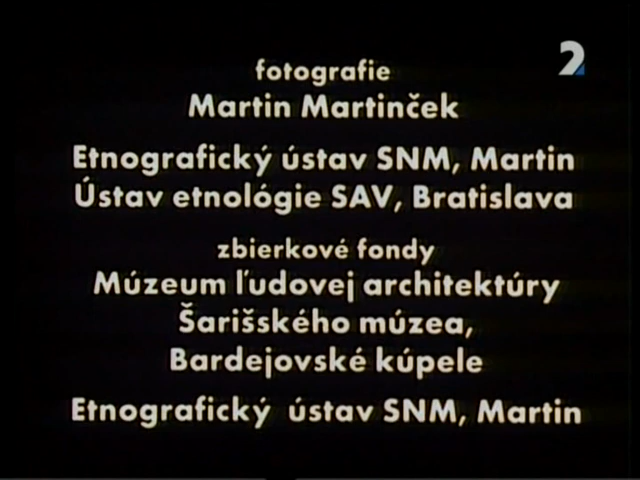 2
fotografie
Martin Martinček
Etnografický ústav SNM, Martin
Ústav etnológie SAV, Bratislava
zbierkové fondy
Múzeum ľudovej architektúry
Šarišského múzea,
Bardejovské kúpele
Etnografický ústav SNM, Martin